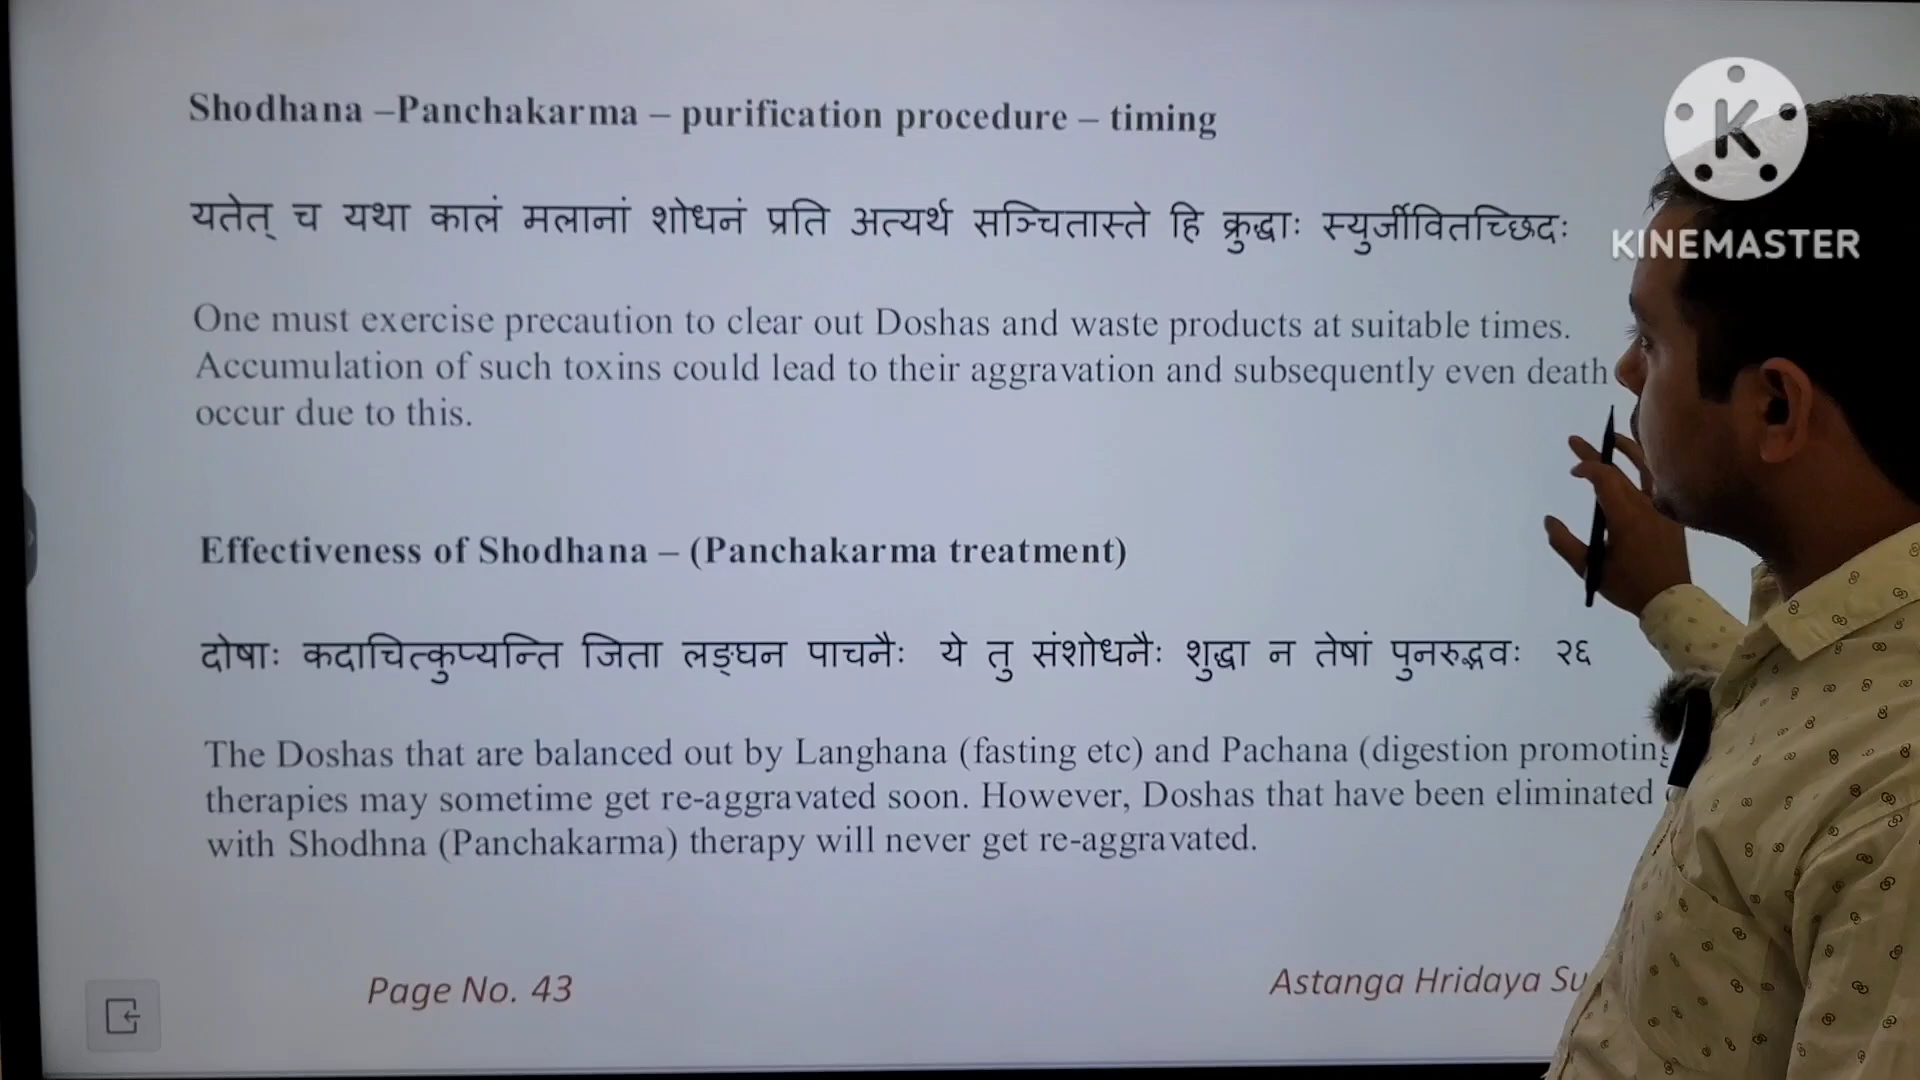 Shodhana –Panchakarma – purification procedure – timing
यतेत् च यथा कालं मलानां शोधनं प्रति अत्यर्थ सञ्चितास्ते हि क्रुद्धाः स्युर्जीवितच्छिदः
One must exercise precaution to clear out Doshas and waste products at suitable times.
Accumulation of such toxins could lead to their aggravation and subsequently even death
occur due to this.
Effectiveness of Shodhana – (Panchakarma treatment)
दोषाः कदाचित्कुप्यन्ति जिता लङ्घन पाचनैः ये तु संशोधनैः शुद्धा न तेषां पुनरुद्भवः २६
The Doshas that are balanced out by Langhana (fasting etc) and Pachana (digestion
therapies may sometime get re-aggravated soon. However, Doshas that have been eliminated
with Shodhna (Panchakarma) therapy will never get re-aggravated.
Page No. 43
Astanga Hridaya
K
KINEMASTER